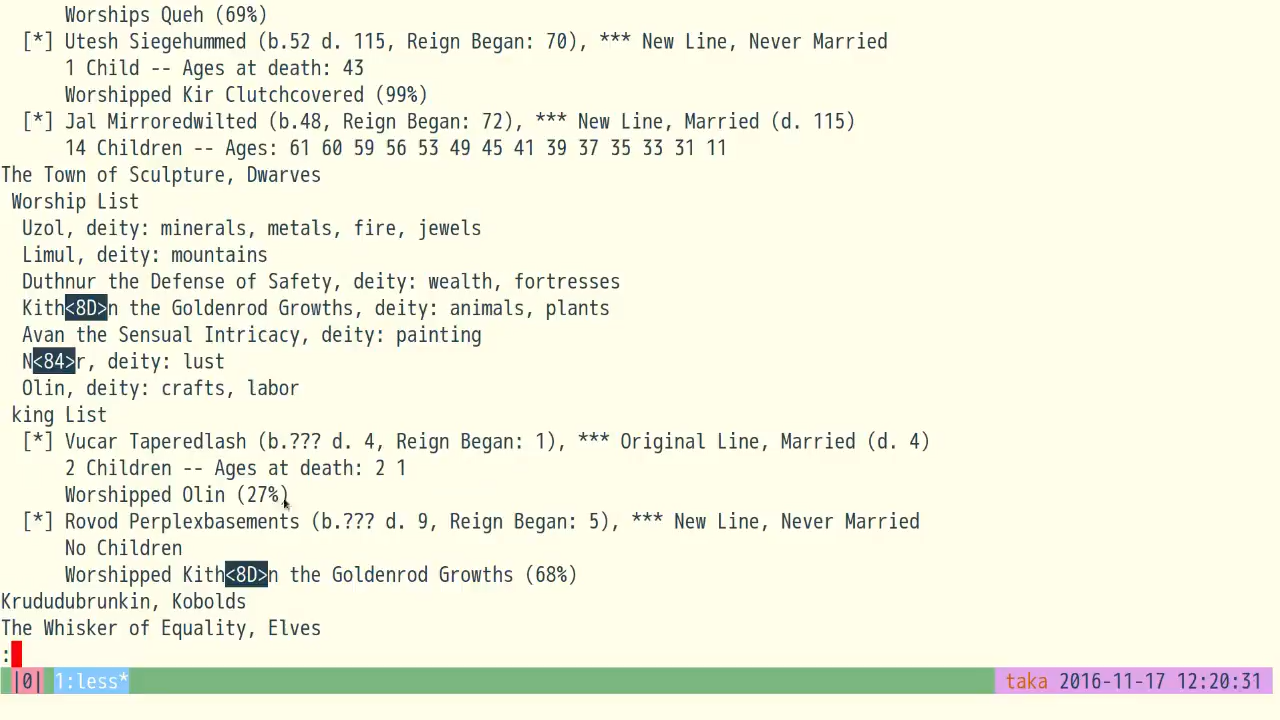 Worships Queh (69%)
[*] Utesh Siegehummed (b.52 d. 115, Reign Began: 70), *** New Line, Never Married
1 Child -- Ages at death: 43
Worshipped Kir Clutchcovered (99%)
[*] Jal Mirroredwilted (b.48, Reign Began: 72), *** New Line, Married (d. 115)
14 Children -- Ages: 61 60 59 56 53 49 45 41 39 37 35 33 31 11
The Town of Sculpture, Dwarves
Worship List
Uzol, deity: minerals, metals, fire, jewels
Limul, deity: mountains
Duthnur the Defense of Safety, deity: wealth, fortresses
Kith<8D>n the Goldenrod Growths, deity: animals, plants
Avan the Sensual Intricacy, deity: painting
N<84>r, deity: lust
Olin, deity: crafts, labor
king List
[*] Vucar Taperedlash (b.??? d. 4, Reign Began: 1), *** Original Line, Married (d. 4)
2 Children -- Ages at death: 2 1
Worshipped Olin (27%)
[*] Rovod Perplexbasements (b.??? d. 9, Reign Began: 5), *** New Line, Never Married
No Children
Worshipped Kith<8D>n the Goldenrod Growths (68%)
Krududubrunkin, Kobolds
The Whisker of Equality, Elves
:
|0| 1:less* taka 2016-11-17 12:20:31